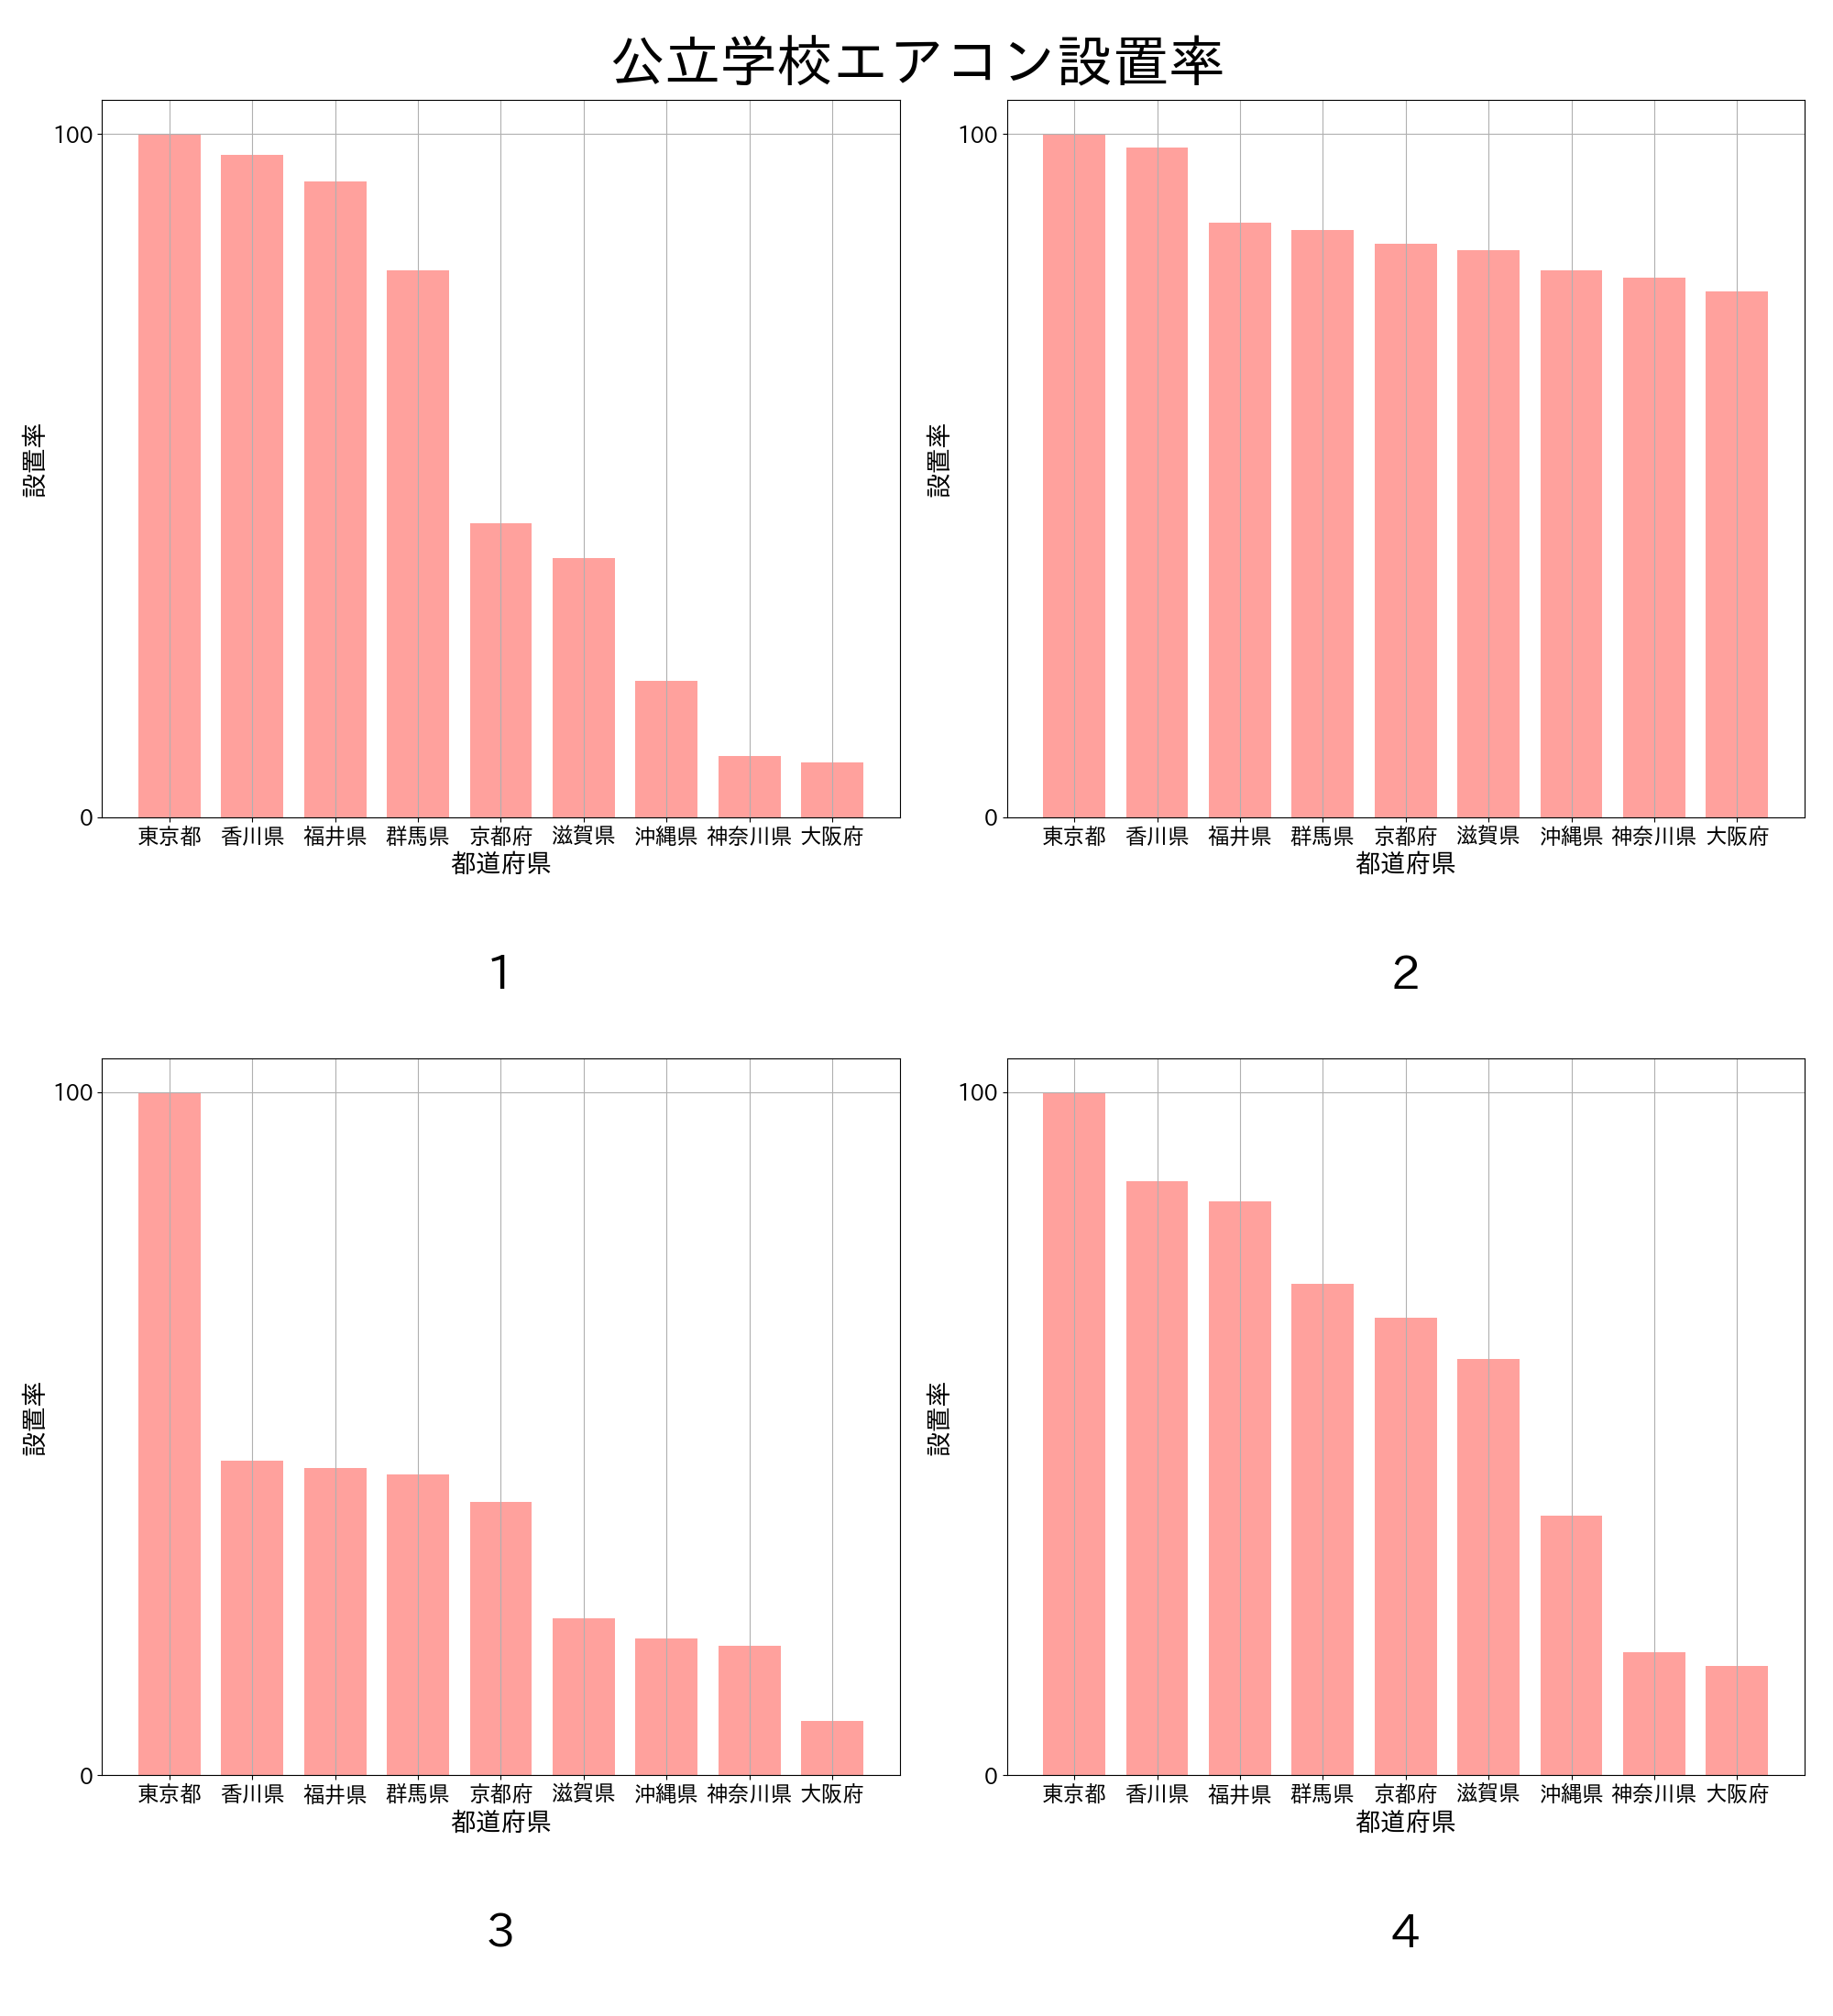 公立学校エアコン設置率
100
設置率
0
東京都 香川県 福井県 群馬県 京都府 滋賀県 沖縄県 神奈川県 大阪府
都道府県
1
100
設置率
0
東京都 香川県 福井県 群馬県 京都府 滋賀県 沖縄県 神奈川県 大阪府
都道府県
2
100
設置率
0
東京都 香川県 福井県 群馬県 京都府 滋賀県 沖縄県 神奈川県 大阪府
都道府県
3
100
設置率
0
東京都 香川県 福井県 群馬県 京都府 滋賀県 沖縄県 神奈川県 大阪府
都道府県
4